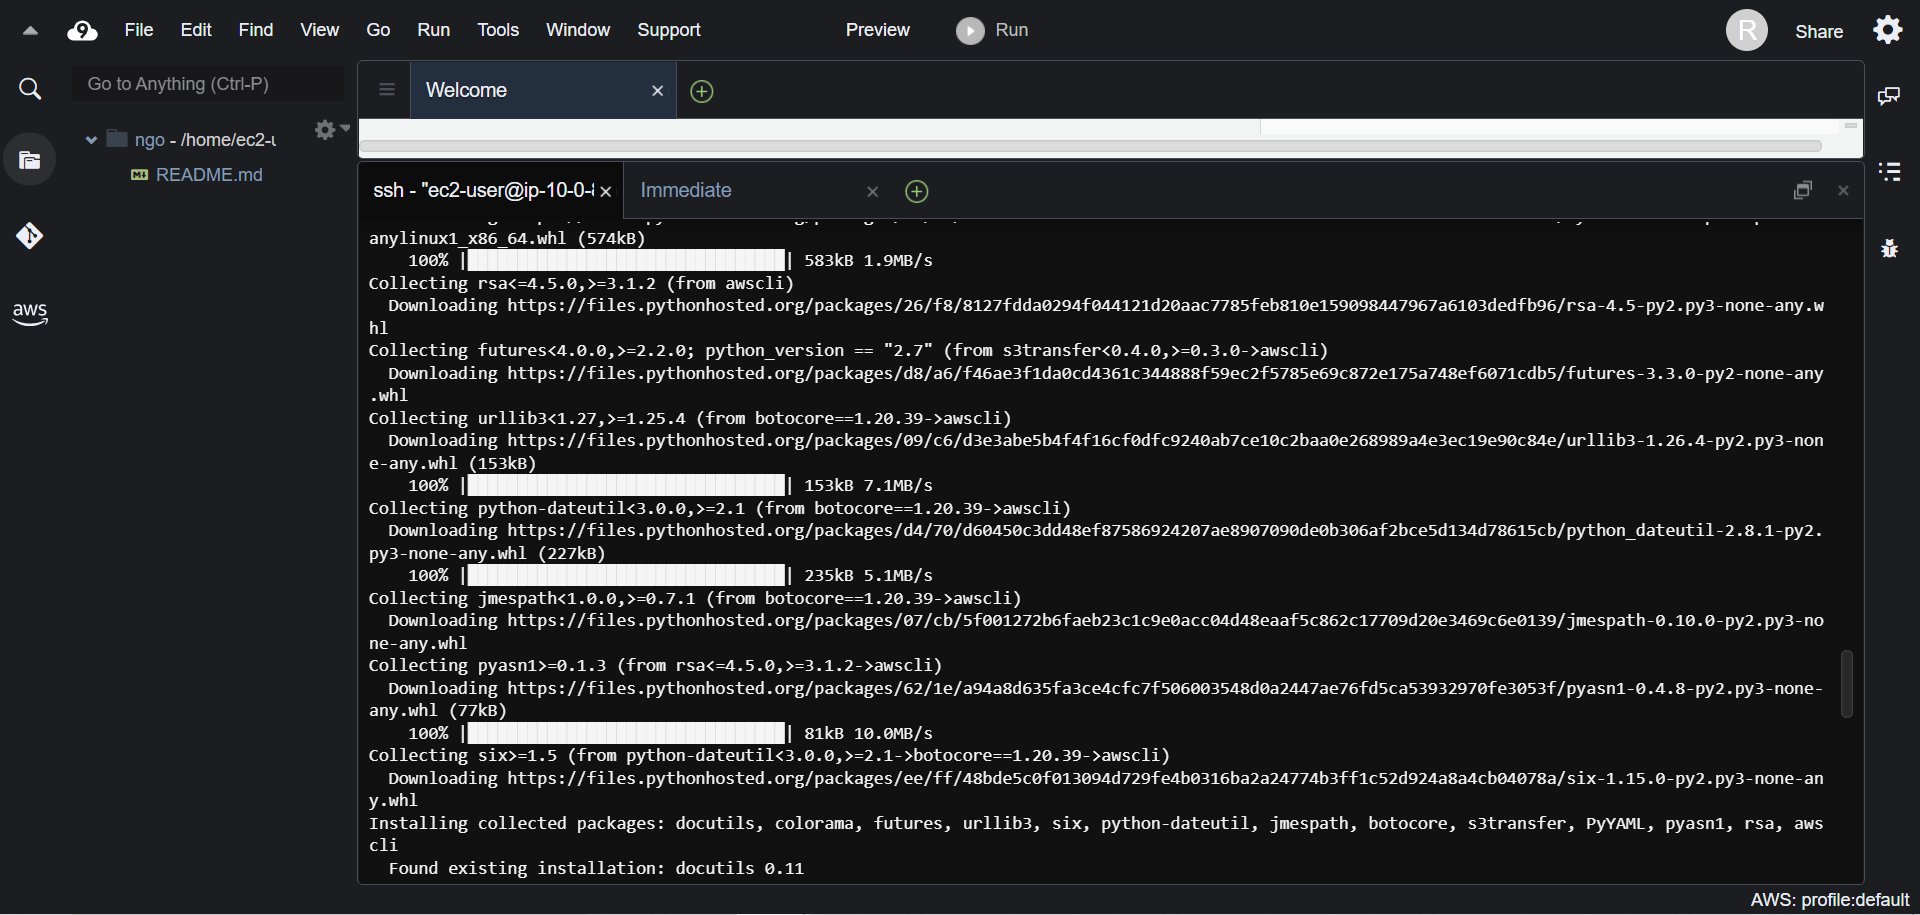 9 File Edit Find View Go Run Tools Window Support Preview Run R Share
Go to Anything (Ctrl-P)
Welcome
ngo - /home/ec2-u
README.md
aws
ssh - "ec2-user@ip-10-0- Immediate
anylinux1_x86_64.whl (574kB)
100% || 583kB 1.9MB/s
Collecting rsa<=4.5.0,>=3.1.2 (from awscli)
Downloading https://files.pythonhosted.org/packages/26/f8/8127fdda0294f044121d20aac7785feb810e159098447967a6103dedfb96/rsa-4.5-py2.py3-none-any.w
hl
Collecting futures<4.0.0,>=2.2.0; python_version == "2.7" (from s3transfer<0.4.0,>=0.3.0->awscli)
Downloading https://files.pythonhosted.org/packages/d8/a6/f46ae3f1da0cd4361c344888f59ec2f5785e69c872e175a748ef6071cdb5/futures-3.3.0-py2-none-any
.whl
Collecting urllib3<1.27,>=1.25.4 (from botocore==1.20.39->awscli)
Downloading https://files.pythonhosted.org/packages/09/c6/d3e3abe5b4f4f16cf0dfc9240ab7ce10c2baa0e268989a4e3ec19e90c84e/urllib3-1.26.4-py2.py3-non
e-any.whl (153kB)
100% || 153kB 7.1MB/s
Collecting python-dateutil<3.0.0,>=2.1 (from botocore==1.20.39->awscli)
Downloading https://files.pythonhosted.org/packages/d4/70/d60450c3dd48ef87586924207ae8907090de0b306af2bce5d134d78615cb/python_dateutil-2.8.1-py2.
py3-none-any.whl (227kB)
100% || 235kB 5.1MB/s
Collecting jmespath<1.0.0,>=0.7.1 (from botocore==1.20.39->awscli)
Downloading https://files.pythonhosted.org/packages/07/cb/5f001272b6faeb23c1c9e0acc04d48eaaf5c862c17709d20e3469c6e0139/jmespath-0.10.0-py2.py3-no
ne-any.whl
Collecting pyasn1>=0.1.3 (from rsa<=4.5.0,>=3.1.2->awscli)
Downloading https://files.pythonhosted.org/packages/62/1e/a94a8d635fa3ce4cfc7f506003548d0a2447ae76fd5ca53932970fe3053f/pyasn1-0.4.8-py2.py3-none-
any.whl (77kB)
100% || 81kB 10.0MB/s
Collecting six>=1.5 (from python-dateutil<3.0.0,>=2.1->botocore==1.20.39->awscli)
Downloading https://files.pythonhosted.org/packages/ee/ff/48bde5c0f013094d729fe4b0316ba2a24774b3ff1c52d924a8a4cb04078a/six-1.15.0-py2.py3-none-an
y.whl
Installing collected packages: docutils, colorama, futures, urllib3, six, python-dateutil, jmespath, botocore, s3transfer, PyYAML, pyasn1, rsa, aws
cli
Found existing installation: docutils 0.11
AWS: profile:default